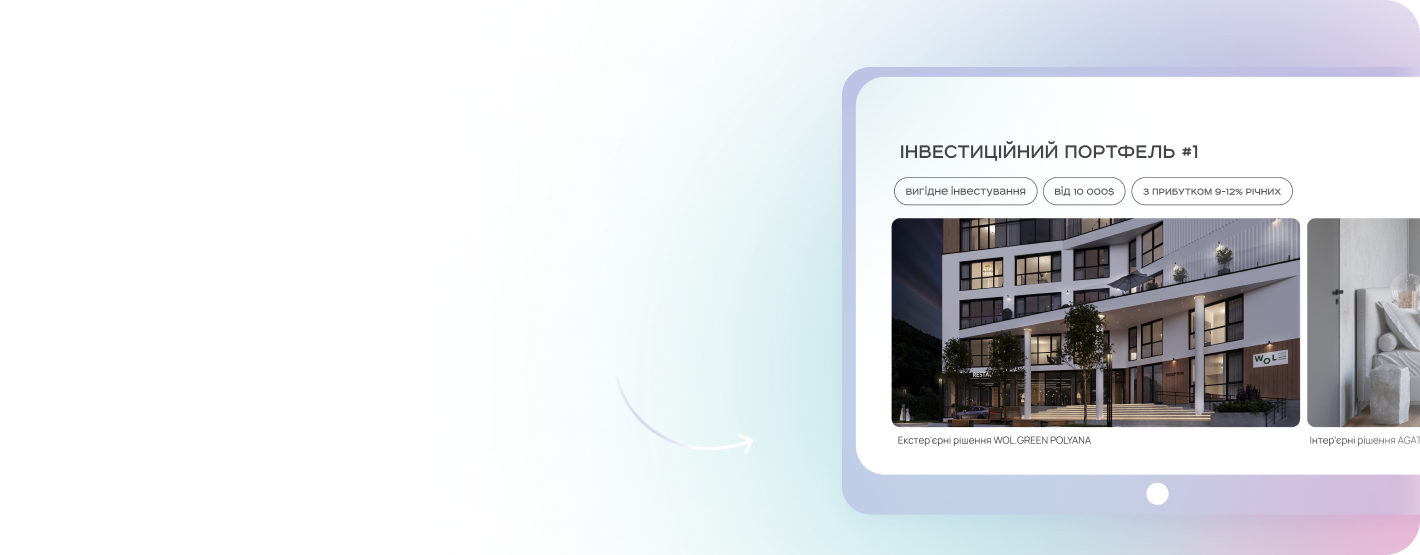 ІНВЕСТИЦІЙНИЙ ПОРТФЕЛЬ #1
вигідне інвестування
від 10 000$
З ПРИБУТКОМ 9-12% РІЧНИХ
WOL
Екстер'єрні рішення WOL.GREEN POLYANA
Інтер'єрні рішення AGAT